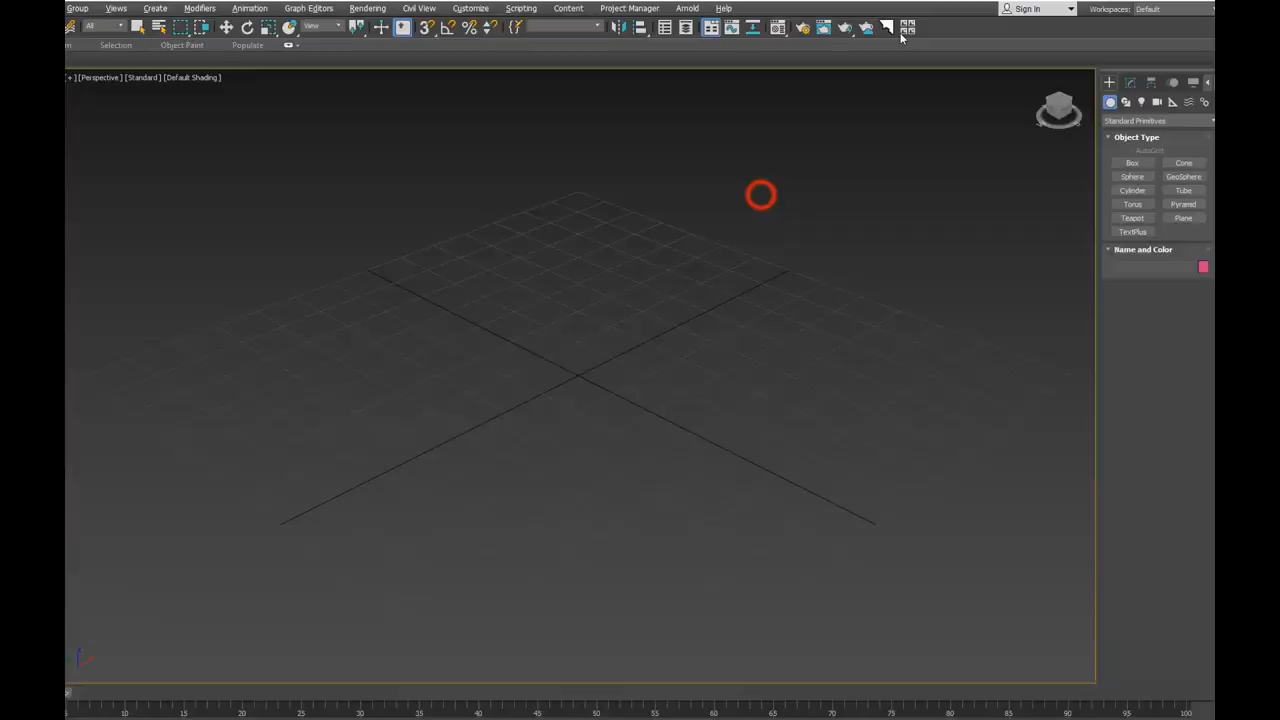 Group Views Create Modifiers Animation Graph Editors Rendering Civil View Customize Scripting Content Project Manager Arnold Help Sign In Workspaces: Default
All View
Selection Object Paint Populate
[Perspective] [Standard] [Default Shading]
Standard Primitives
Object Type
AutoGrid
Box Cone
Sphere GeoSphere
Cylinder Tube
Torus Pyramid
Teapot Plane
TextPlus
Name and Color
10 15 20 25 30 35 40 45 50 55 60 65 70 75 80 85 90 95 100